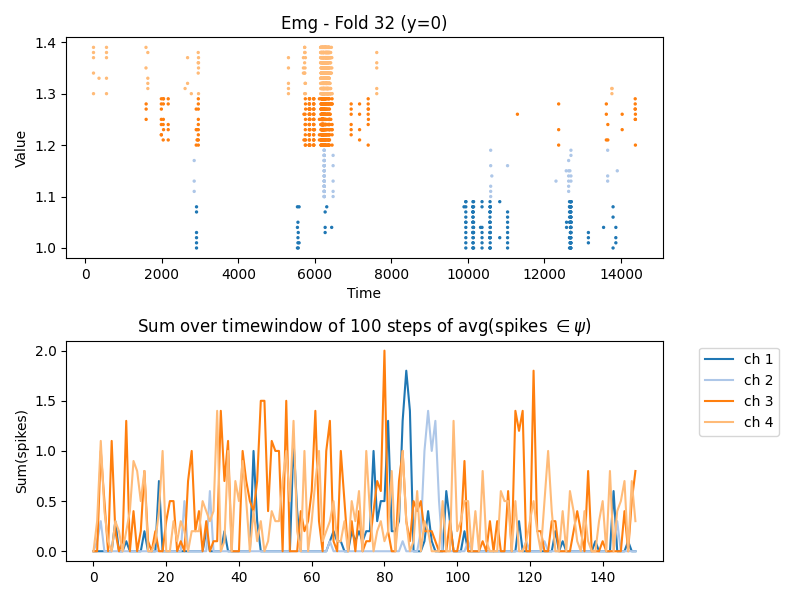 Emg - Fold 32 (y=0)
Value
1.4
1.3
1.2
1.1
1.0
0 2000 4000 6000 8000 10000 12000 14000
Time
Sum over timewindow of 100 steps of avg(spikes ∈ ψ)
Sum(spikes)
2.0
1.5
1.0
0.5
0.0
0 20 40 60 80 100 120 140
ch 1
ch 2
ch 3
ch 4